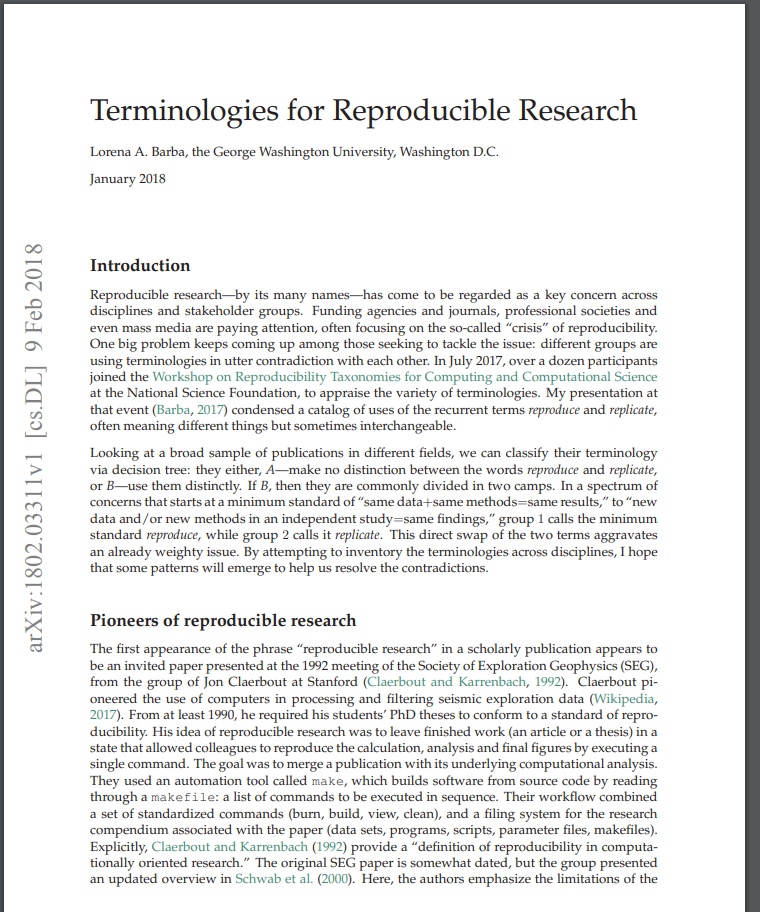 Terminologies for Reproducible Research
Lorena A. Barba, the George Washington University, Washington D.C.
January 2018
arXiv:1802.03311v1 [cs.DL] 9 Feb 2018
Introduction
Reproducible research—by its many names—has come to be regarded as a key concern across
disciplines and stakeholder groups. Funding agencies and journals, professional societies and
even mass media are paying attention, often focusing on the so-called “crisis” of reproducibility.
One big problem keeps coming up among those seeking to tackle the issue: different groups are
using terminologies in utter contradiction with each other. In July 2017, over a dozen participants
joined the Workshop on Reproducibility Taxonomies for Computing and Computational Science
at the National Science Foundation, to appraise the variety of terminologies. My presentation at
that event (Barba, 2017) condensed a catalog of uses of the recurrent terms reproduce and replicate,
often meaning different things but sometimes interchangeable.
Looking at a broad sample of publications in different fields, we can classify their terminology
via decision tree: they either, A—make no distinction between the words reproduce and replicate,
or B—use them distinctly. If B, then they are commonly divided in two camps. In a spectrum of
concerns that starts at a minimum standard of “same data+same methods=same results,” to “new
data and/or new methods in an independent study=same findings,” group 1 calls the minimum
standard reproduce, while group 2 calls it replicate. This direct swap of the two terms aggravates
an already weighty issue. By attempting to inventory the terminologies across disciplines, I hope
that some patterns will emerge to help us resolve the contradictions.
Pioneers of reproducible research
The first appearance of the phrase “reproducible research” in a scholarly publication appears to
be an invited paper presented at the 1992 meeting of the Society of Exploration Geophysics (SEG),
from the group of Jon Claerbout at Stanford (Claerbout and Karrenbach, 1992). Claerbout pi-
oneered the use of computers in processing and filtering seismic exploration data (Wikipedia,
2017). From at least 1990, he required his students’ PhD theses to conform to a standard of repro-
ducibility. His idea of reproducible research was to leave finished work (an article or a thesis) in a
state that allowed colleagues to reproduce the calculation, analysis and final figures by executing a
single command. The goal was to merge a publication with its underlying computational analysis.
They used an automation tool called make, which builds software from source code by reading
through a makefile: a list of commands to be executed in sequence. Their workflow combined
a set of standardized commands (burn, build, view, clean), and a filing system for the research
compendium associated with the paper (data sets, programs, scripts, parameter files, makefiles).
Explicitly, Claerbout and Karrenbach (1992) provide a “definition of reproducibility in computa-
tionally oriented research.” The original SEG paper is somewhat dated, but the group presented
an updated overview in Schwab et al. (2000). Here, the authors emphasize the limitations of the